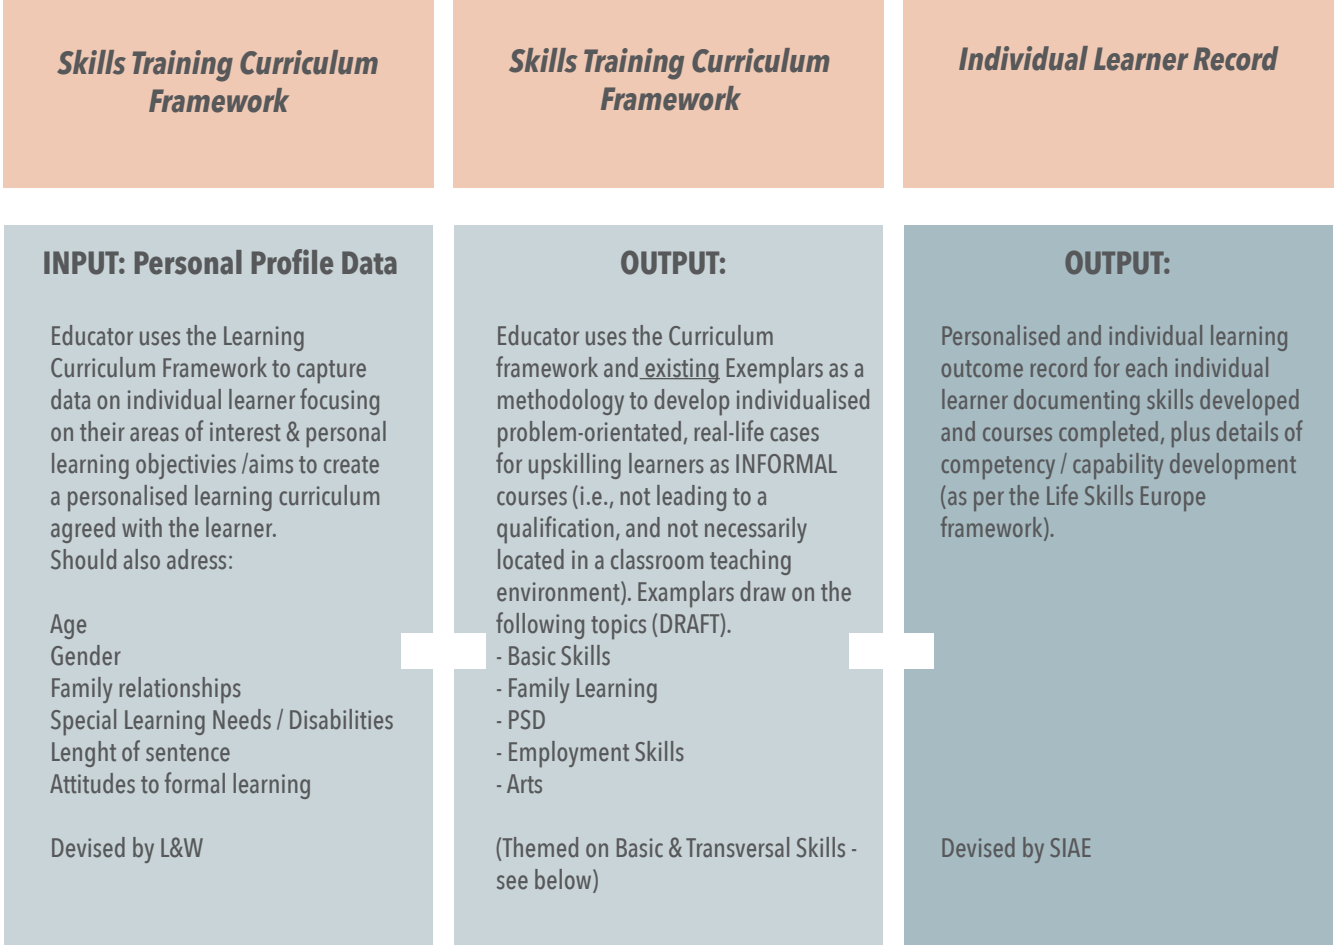 Skills Training Curriculum
Framework
INPUT: Personal Profile Data
Educator uses the Learning
Curriculum Framework to capture
data on individual learner focusing
on their areas of interest & personal
learning objectivies /aims to create
a personalised learning curriculum
agreed with the learner.
Should also adress:
Age
Gender
Family relationships
Special Learning Needs / Disabilities
Lenght of sentence
Attitudes to formal learning
Devised by L&W
Skills Training Curriculum
Framework
OUTPUT:
Educator uses the Curriculum
framework and existing Exemplars as a
methodology to develop individualised
problem-orientated, real-life cases
for upskilling learners as INFORMAL
courses (i.e., not leading to a
qualification, and not necessarily
located in a classroom teaching
environment). Examplars draw on the
following topics (DRAFT).
- Basic Skills
- Family Learning
- PSD
- Employment Skills
- Arts
(Themed on Basic & Transversal Skills -
see below)
Individual Learner Record
OUTPUT:
Personalised and individual learning
outcome record for each individual
learner documenting skills developed
and courses completed, plus details of
competency / capability development
(as per the Life Skills Europe
framework).
Devised by SIAE